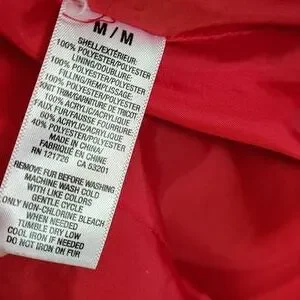 M / M
SHELL/EXTÉRIEUR:
100% POLYESTER/POLYESTER
LINING/DOUBLURE:
100% POLYESTER/POLYESTER
FILLING/REMPLISSAGE:
100% POLYESTER/POLYESTER
KNIT TRIM/GARNITURE DE TRICOT:
100% ACRYLIC/ACRYLIQUE
FAUX FUR/FAUSSE FOURRURE:
60% ACRYLIC/ACRYLIQUE
40% POLYESTER/POLYESTER
MADE IN CHINA/
FABRIQUÉ EN CHINE
RN 121726 CA 53201
REMOVE FUR BEFORE WASHING
MACHINE WASH COLD
WITH LIKE COLORS
GENTLE CYCLE
ONLY NON-CHLORINE BLEACH
WHEN NEEDED
TUMBLE DRY LOW
COOL IRON IF NEEDED
DO NOT IRON ON FUR